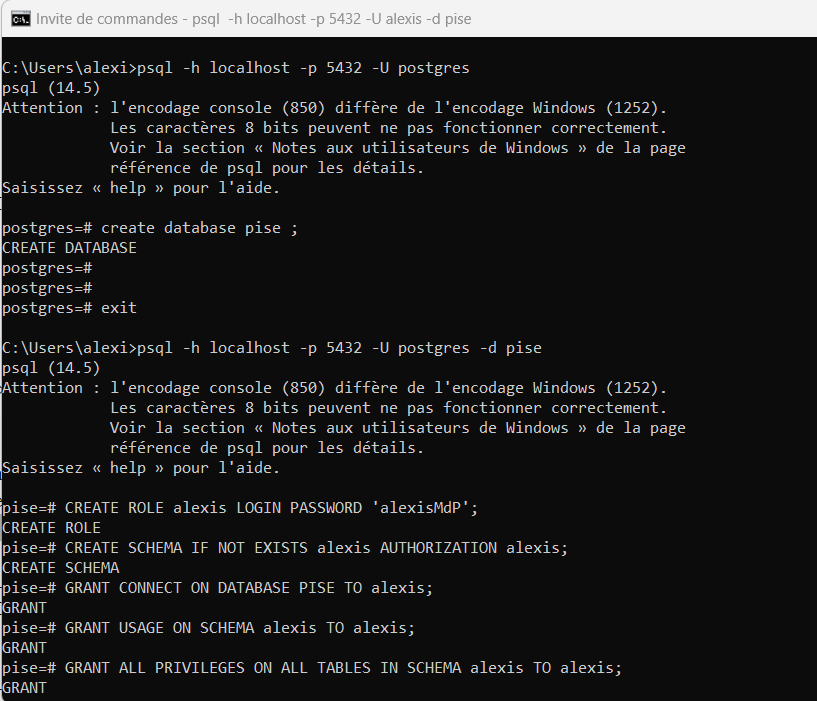 Invite de commandes - psql -h localhost -p 5432 -U alexis -d pise
C:\Users\alexi>psql -h localhost -p 5432 -U postgres
psql (14.5)
Attention : l'encodage console (850) diffère de l'encodage Windows (1252).
Les caractères 8 bits peuvent ne pas fonctionner correctement.
Voir la section « Notes aux utilisateurs de Windows » de la page
référence de psql pour les détails.
Saisissez « help » pour l'aide.
postgres=# create database pise ;
CREATE DATABASE
postgres=#
postgres=#
postgres=# exit
C:\Users\alexi>psql -h localhost -p 5432 -U postgres -d pise
psql (14.5)
Attention : l'encodage console (850) diffère de l'encodage Windows (1252).
Les caractères 8 bits peuvent ne pas fonctionner correctement.
Voir la section « Notes aux utilisateurs de Windows » de la page
référence de psql pour les détails.
Saisissez « help » pour l'aide.
pise=# CREATE ROLE alexis LOGIN PASSWORD 'alexisMdP';
CREATE ROLE
pise=# CREATE SCHEMA IF NOT EXISTS alexis AUTHORIZATION alexis;
CREATE SCHEMA
pise=# GRANT CONNECT ON DATABASE PISE TO alexis;
GRANT
pise=# GRANT USAGE ON SCHEMA alexis TO alexis;
GRANT
pise=# GRANT ALL PRIVILEGES ON ALL TABLES IN SCHEMA alexis TO alexis;
GRANT